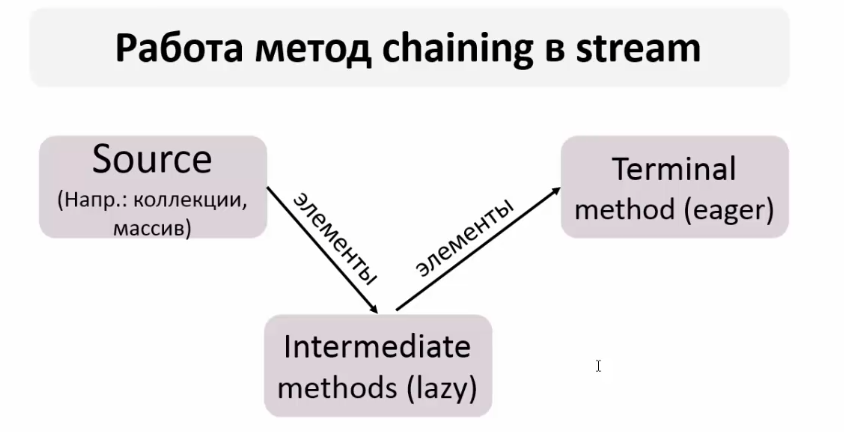 Работа метод chaining в stream
Source
(Напр.: коллекции,
массив)
элементы
элементы
Terminal
method (eager)
Intermediate
methods (lazy)